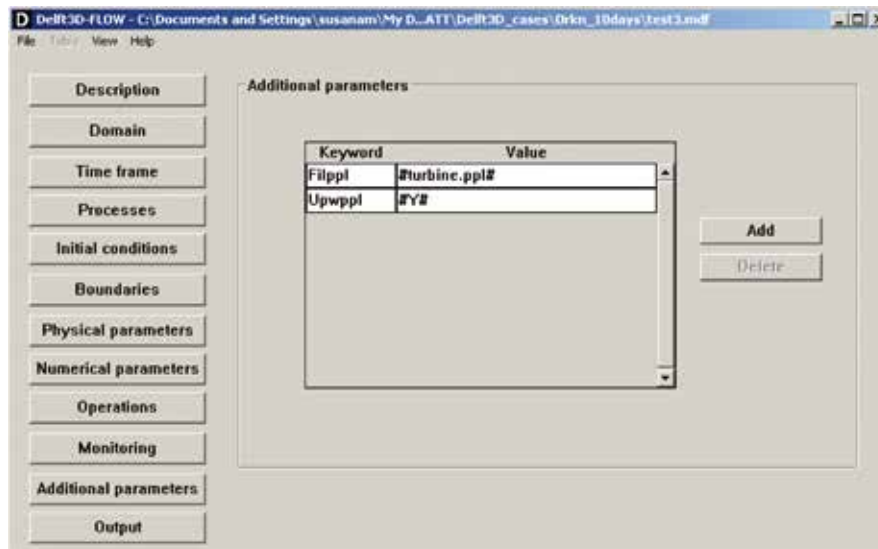 Delft3D-FLOW - C:\Documents and Settings\susanam\My D...ATT\Delft3D_cases\Orkn_10days\test3.mdf
File Table View Help
Description
Domain
Time frame
Processes
Initial conditions
Boundaries
Physical parameters
Numerical parameters
Operations
Monitoring
Additional parameters
Output
Additional parameters
Keyword Value
Filppl #turbine.ppl#
Upwppl #Y#
Add
Delete